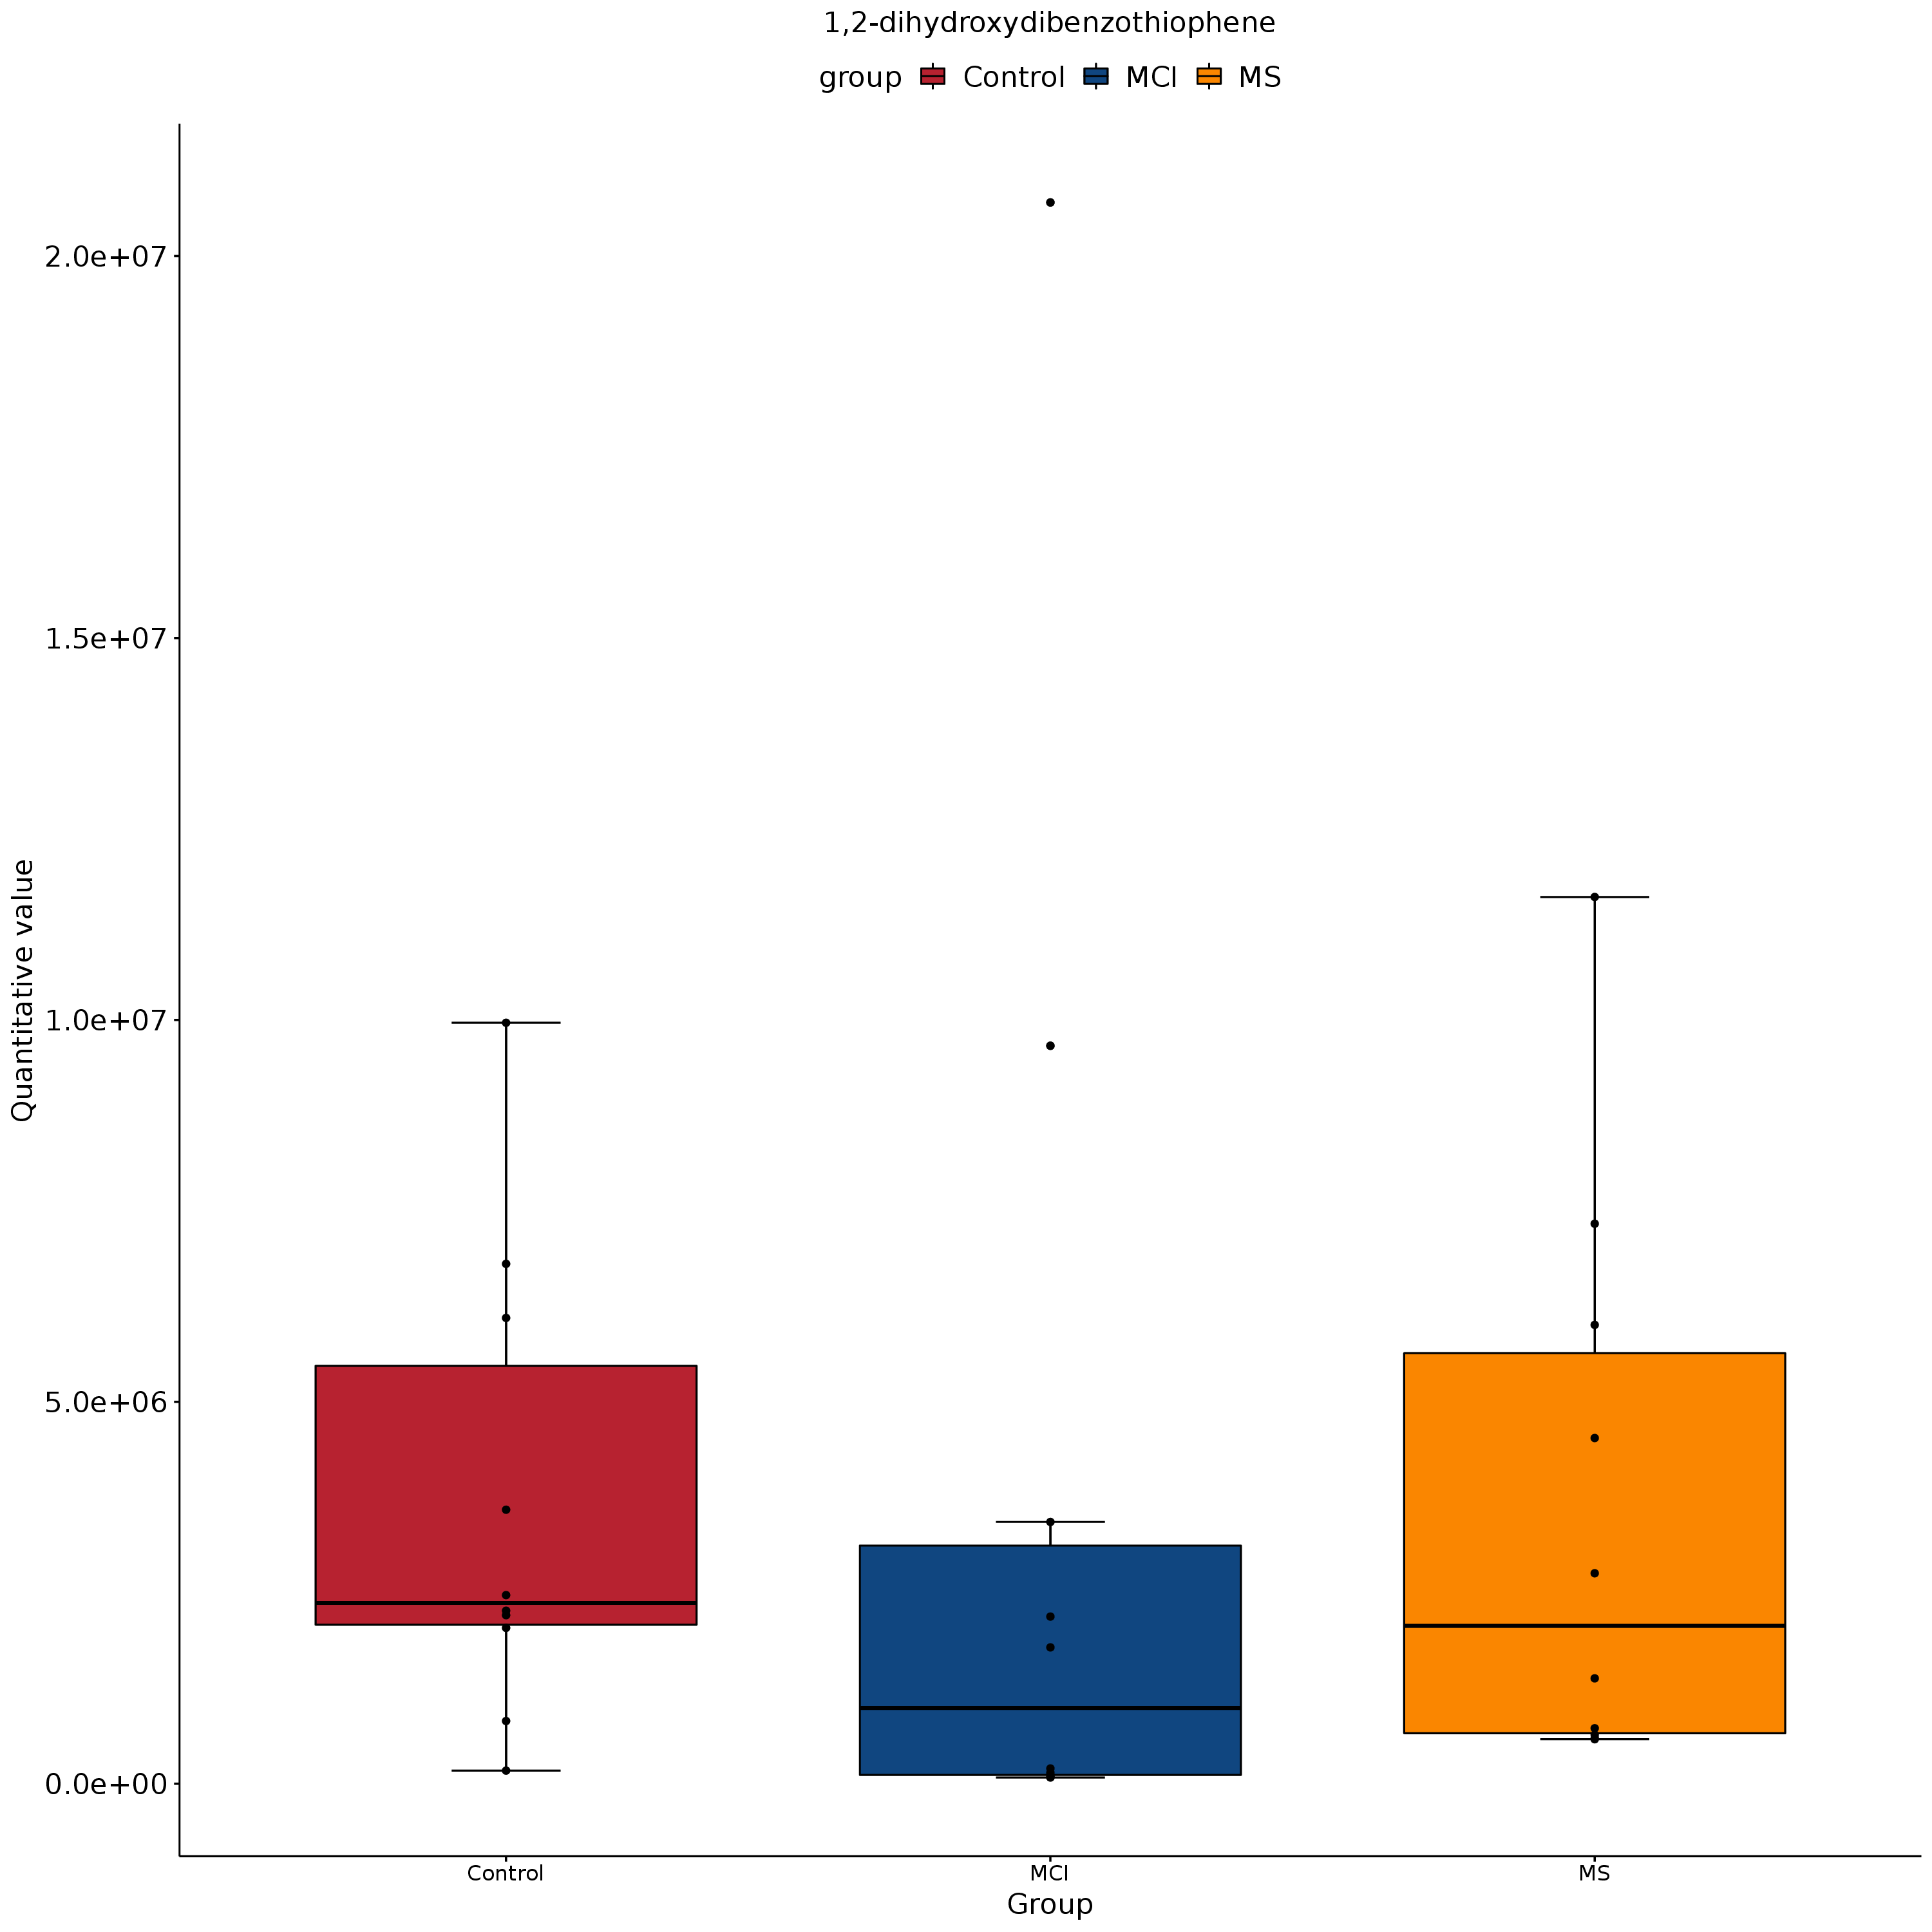 1,2-dihydroxydibenzothiophene
group Control MCI MS
2.0e+07
1.5e+07
1.0e+07
5.0e+06
0.0e+00
Quantitative value
Control MCI MS
Group